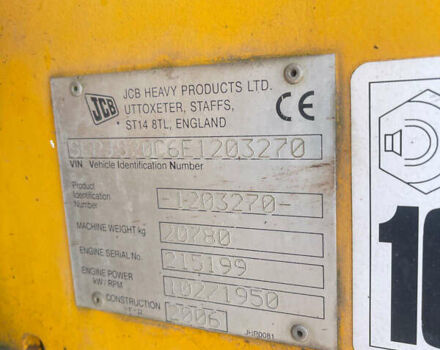 JCB
JCB HEAVY PRODUCTS LTD.
UTTOXETER, STAFFS,
ST14 8TL, ENGLAND
CE
VIN Vehicle Identification Number
Product
Identification
Number
-1203270-
MACHINE WEIGHT kg
20780
ENGINE SERIAL No.
215199
ENGINE POWER
kW / RPM
102/1950
CONSTRUCTION
2006
JHR0081